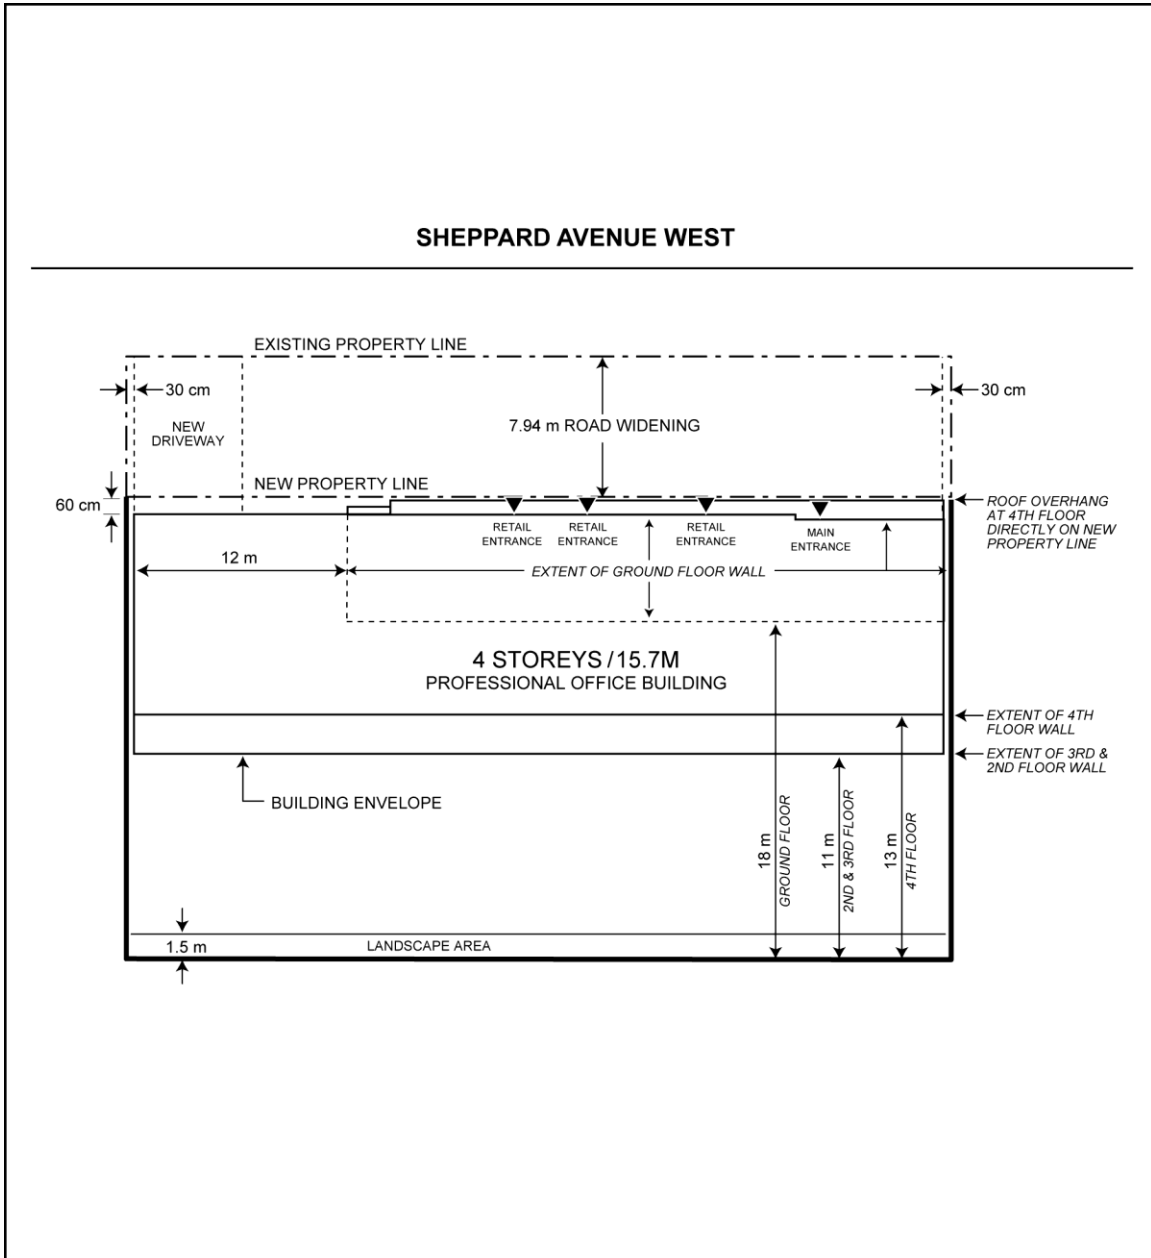 SHEPPARD AVENUE WEST
EXISTING PROPERTY LINE
30 cm
30 cm
NEW
DRIVEWAY
7.94 m ROAD WIDENING
NEW PROPERTY LINE
60 cm
ROOF OVERHANG
AT 4TH FLOOR
DIRECTLY ON NEW
PROPERTY LINE
RETAIL
ENTRANCE
RETAIL
ENTRANCE
RETAIL
ENTRANCE
MAIN
ENTRANCE
12 m
EXTENT OF GROUND FLOOR WALL
4 STOREYS / 15.7M
PROFESSIONAL OFFICE BUILDING
EXTENT OF 4TH
FLOOR WALL
EXTENT OF 3RD &
2ND FLOOR WALL
BUILDING ENVELOPE
18 m
GROUND FLOOR
11 m
2ND & 3RD FLOOR
13 m
4TH FLOOR
1.5 m
LANDSCAPE AREA